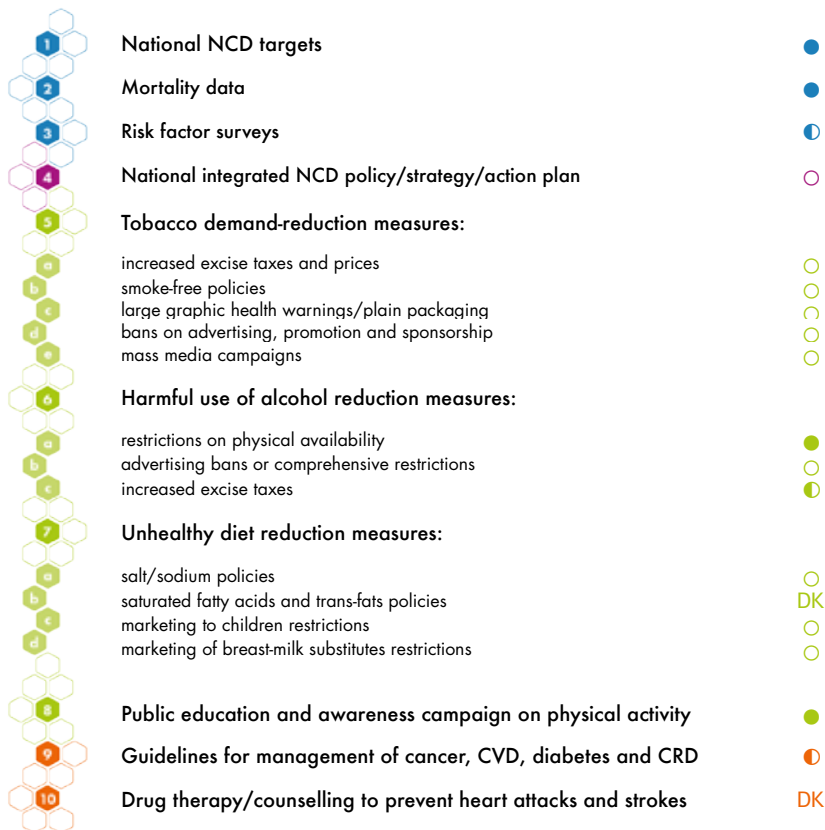 1 National NCD targets
2 Mortality data
3 Risk factor surveys
4 National integrated NCD policy/strategy/action plan
5 Tobacco demand-reduction measures:
a increased excise taxes and prices
b smoke-free policies
c large graphic health warnings/plain packaging
d bans on advertising, promotion and sponsorship
e mass media campaigns
6 Harmful use of alcohol reduction measures:
a restrictions on physical availability
b advertising bans or comprehensive restrictions
c increased excise taxes
7 Unhealthy diet reduction measures:
a salt/sodium policies
b saturated fatty acids and trans-fats policies DK
c marketing to children restrictions
d marketing of breast-milk substitutes restrictions
8 Public education and awareness campaign on physical activity
9 Guidelines for management of cancer, CVD, diabetes and CRD
10 Drug therapy/counselling to prevent heart attacks and strokes DK